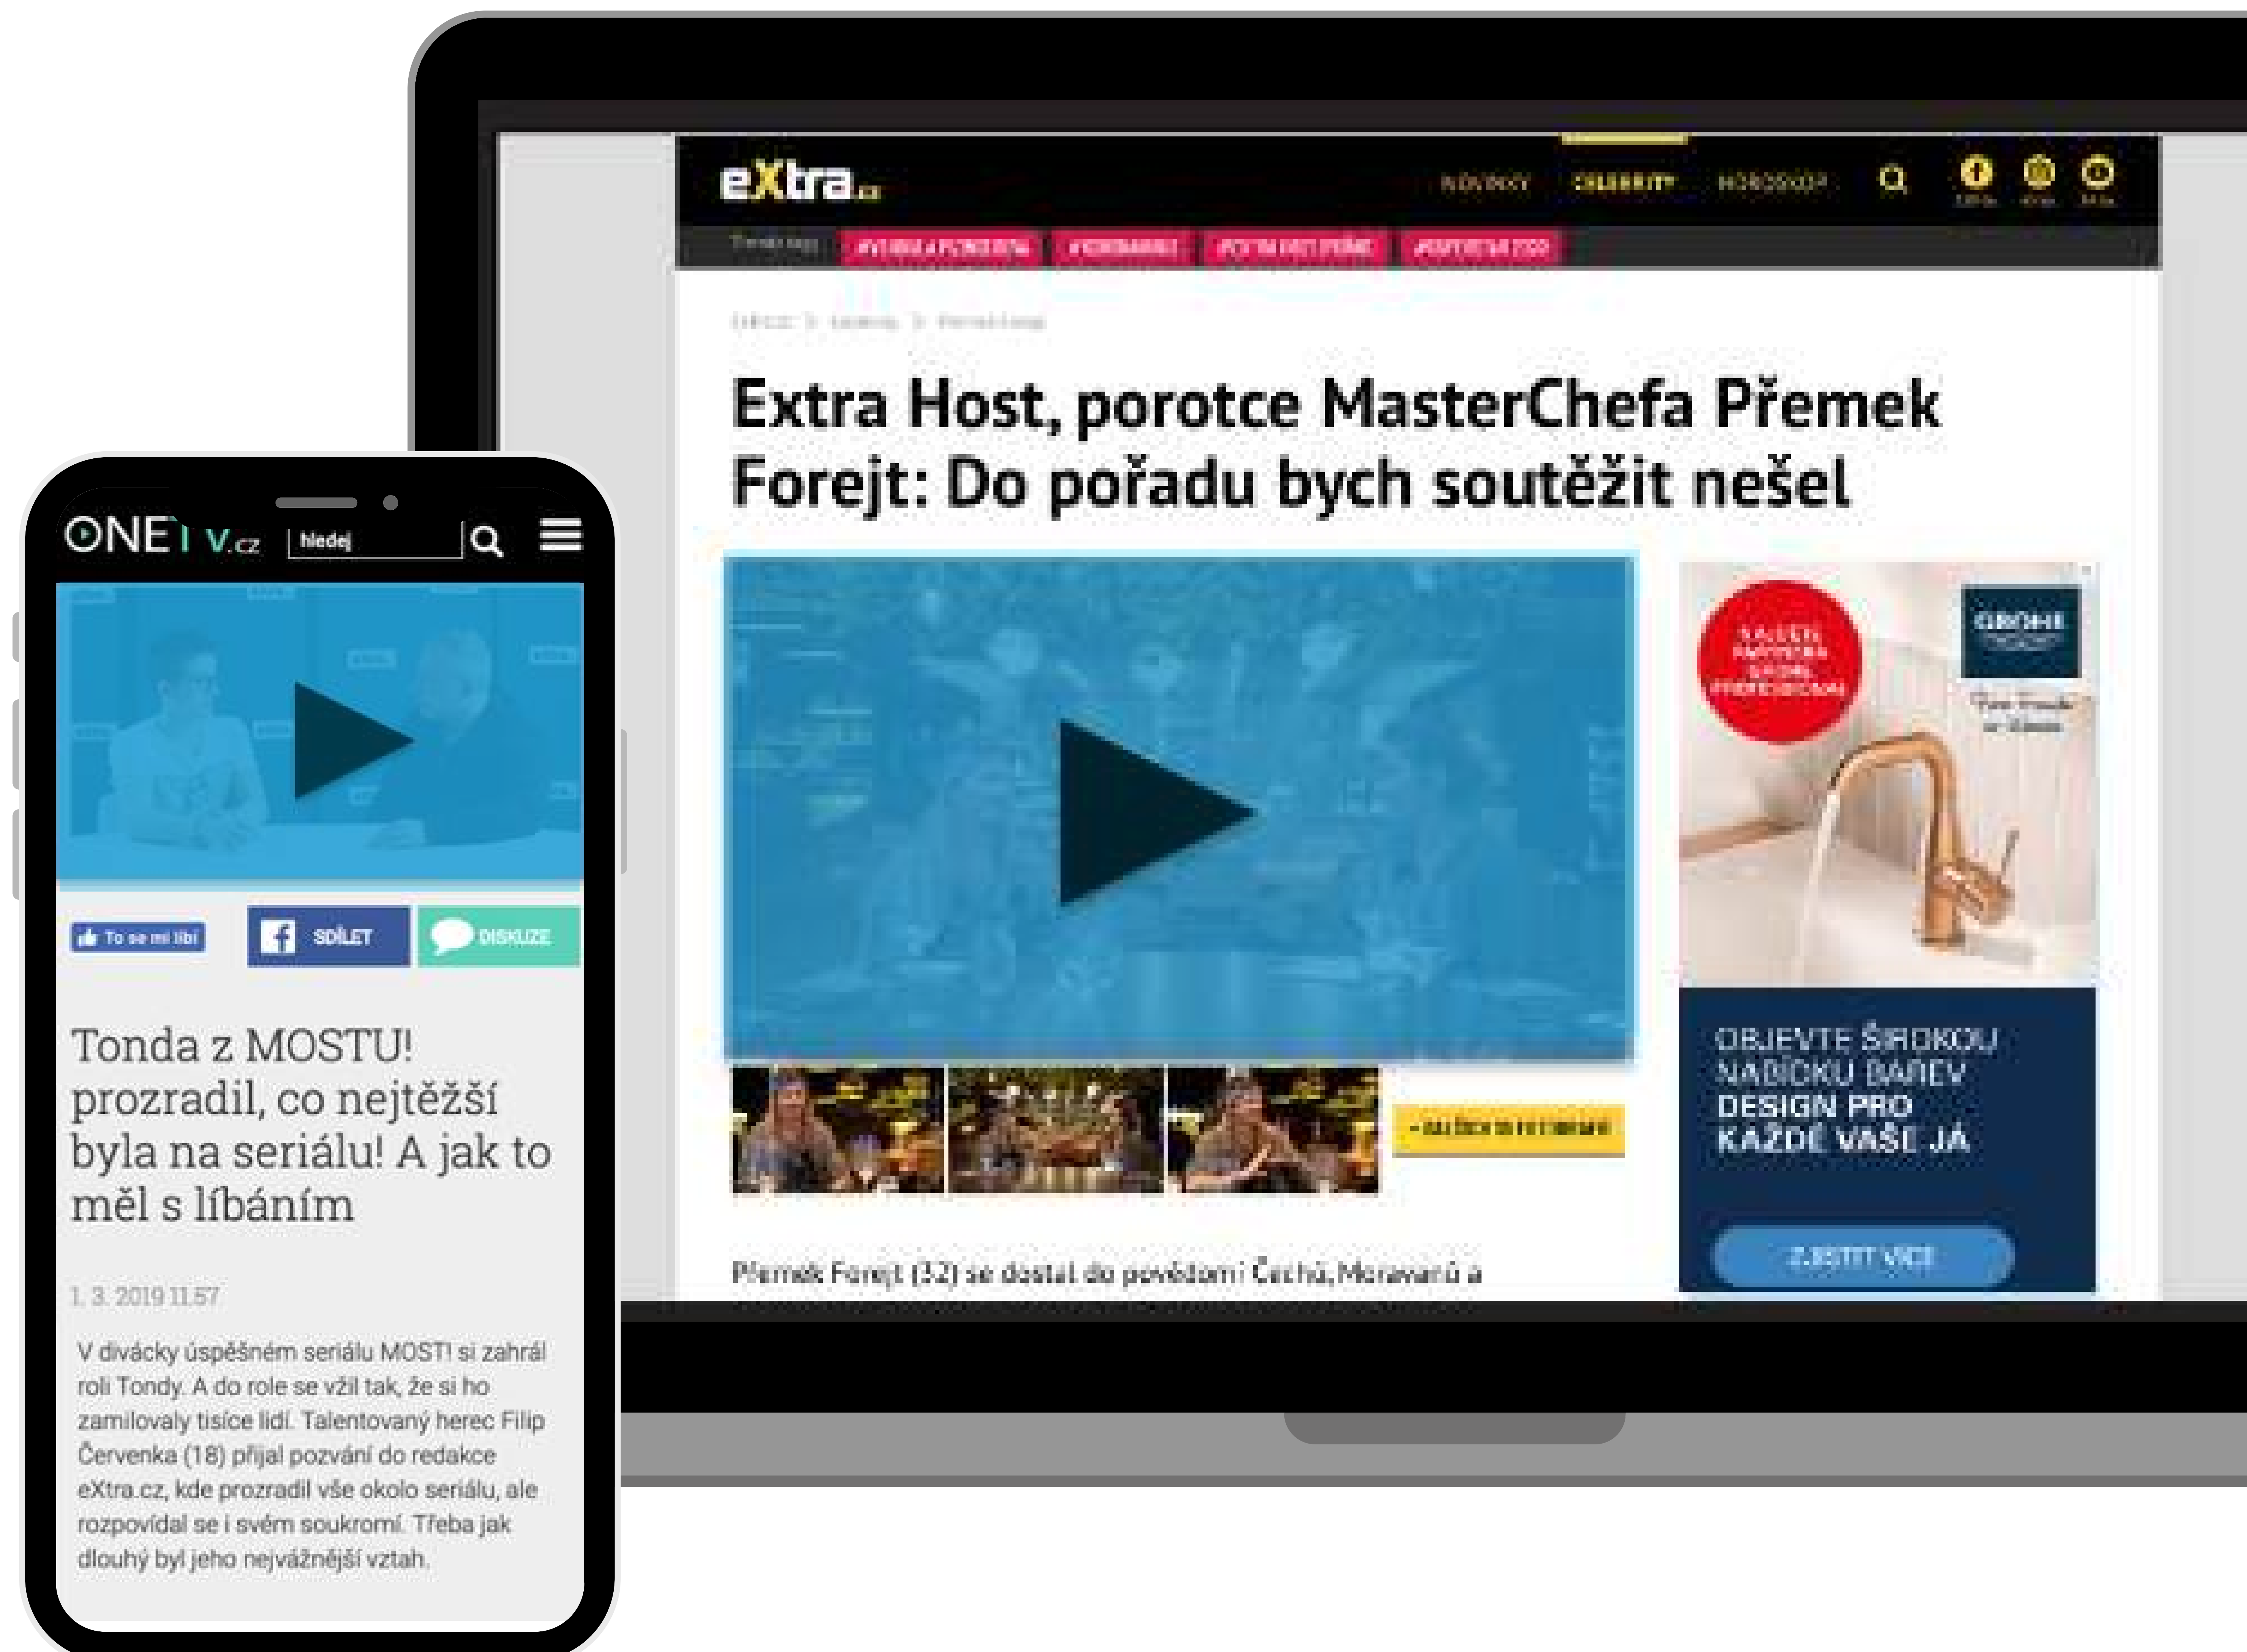 eXtra.cz
NOVINKY CELEBRITY HOROSKOP
Extra Host, porotce MasterChefa Přemek
Forejt: Do pořadu bych soutěžit nešel
GROHE
OBJEVTE ŠIROKOU
NABÍDKU BAREV
DESIGN PRO
KAŽDÉ VAŠE JÁ
ZJISTIT VÍCE
Přemek Forejt (32) se dostal do povědomí Čechů, Moravanů a
ONETV.cz
hledej
To se mi líbí
SDÍLET
DISKUZE
Tonda z MOSTU!
prozradil, co nejtěžší
byla na seriálu! A jak to
měl s líbáním
1. 3. 2019 11.57
V divácky úspěšném seriálu MOST! si zahrál
roli Tondy. A do role se vžil tak, že si ho
zamilovaly tisíce lidí. Talentovaný herec Filip
Červenka (18) přijal pozvání do redakce
eXtra.cz, kde prozradil vše okolo seriálu, ale
rozpovídal se i svém soukromí. Třeba jak
dlouhý byl jeho nejvážnější vztah.